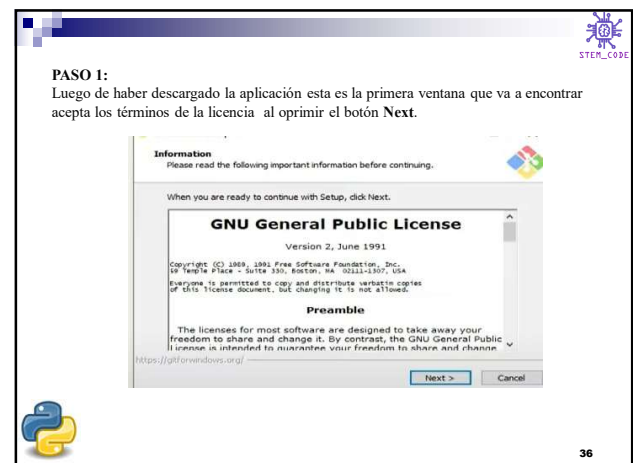 STEM_CODE
PASO 1:
Luego de haber descargado la aplicación esta es la primera ventana que va a encontrar
acepta los términos de la licencia al oprimir el botón Next.
Information
Please read the following important information before continuing.
When you are ready to continue with Setup, click Next.
GNU General Public License
Version 2, June 1991
Copyright (C) 1989, 1991 Free Software Foundation, Inc.
59 Temple Place - Suite 330, Boston, MA 02111-1307, USA
Everyone is permitted to copy and distribute verbatim copies
of this license document, but changing it is not allowed.
Preamble
The licenses for most software are designed to take away your
freedom to share and change it. By contrast, the GNU General Public
License is intended to guarantee your freedom to share and change
https://gitforwindows.org/
Next > Cancel
36